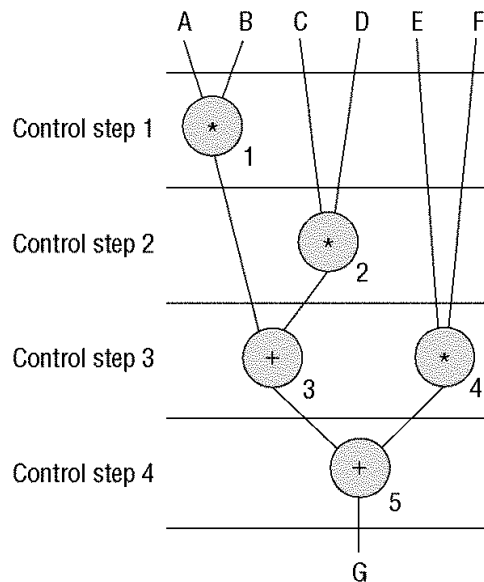 A B C D E F
Control step 1
*
1
Control step 2
*
2
Control step 3
+
3
*
4
Control step 4
+
5
G